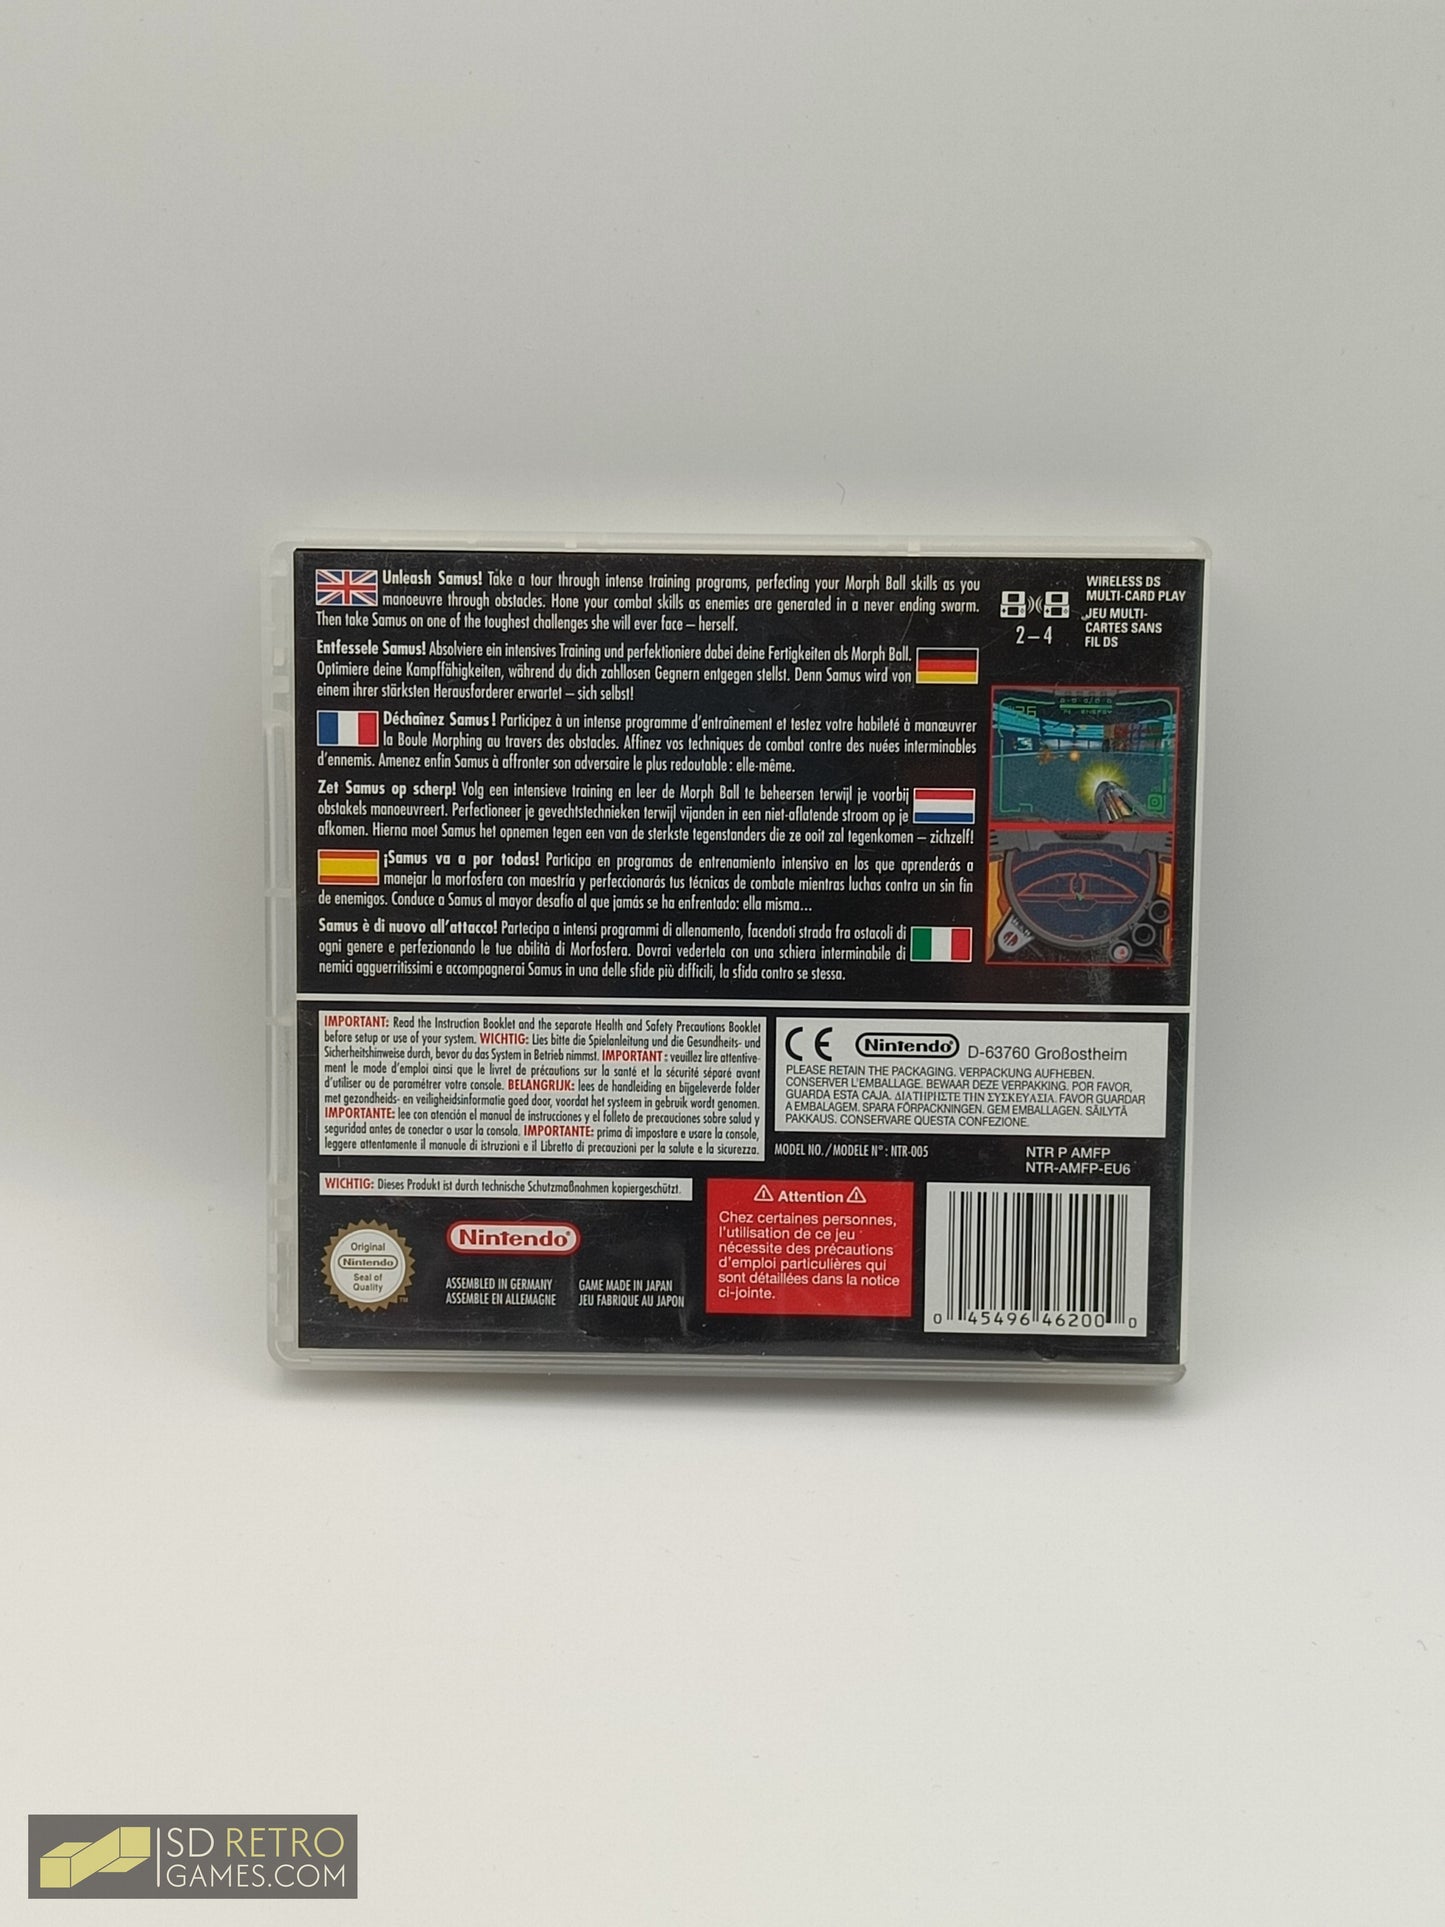 Unleash Samus! Take a tour through intense training programs, perfecting your Morph Ball skills as you
manoeuvre through obstacles. Hone your combat skills as enemies are generated in a never ending swarm.
Then take Samus on one of the toughest challenges she will ever face – herself.
Entfessele Samus! Absolviere ein intensives Training und perfektioniere dabei deine Fertigkeiten als Morph Ball.
Optimiere deine Kampffähigkeiten, während du dich zahllosen Gegnern entgegen stellst. Denn Samus wird von
einem ihrer stärksten Herausforderer erwartet – sich selbst!
Déchaînez Samus ! Participez à un intense programme d'entraînement et testez votre habileté à manœuvrer
la Boule Morphing au travers des obstacles. Affinez vos techniques de combat contre des nuées interminables
d'ennemis. Amenez enfin Samus à affronter son adversaire le plus redoutable : elle-même.
Zet Samus op scherp! Volg een intensieve training en leer de Morph Ball te beheersen terwijl je voorbij
obstakels manoeuvreert. Perfectioneer je gevechtstechnieken terwijl vijanden in een niet-aflatende stroom op je
afkomen. Hierna moet Samus het opnemen tegen een van de sterkste tegenstanders die ze ooit zal tegenkomen – zichzelf!
¡Samus va a por todas! Participa en programas de entrenamiento intensivo en los que aprenderás a
manejar la morfosfera con maestría y perfeccionarás tus técnicas de combate mientras luchas contra un sin fin
de enemigos. Conduce a Samus al mayor desafío al que jamás se ha enfrentado: ella misma...
Samus è di nuovo all'attacco! Partecipa a intensi programmi di allenamento, facendoti strada fra ostacoli di
ogni genere e perfezionando le tue abilità di Morfosfera. Dovrai vedertela con una schiera interminabile di
nemici agguerritissimi e accompagnerai Samus in una delle sfide più difficili, la sfida contro se stessa.
2 – 4
WIRELESS DS
MULTI-CARD PLAY
JEU MULTI-
CARTES SANS
FIL DS
IMPORTANT: Read the Instruction Booklet and the separate Health and Safety Precautions Booklet
before setup or use of your system. WICHTIG: Lies bitte die Spielanleitung und die Gesundheits- und
Sicherheitshinweise durch, bevor du das System in Betrieb nimmst. IMPORTANT : veuillez lire attentive-
ment le mode d'emploi ainsi que le livret de précautions sur la santé et la sécurité séparé avant
d'utiliser ou de paramétrer votre console. BELANGRIJK: lees de handleiding en bijgeleverde folder
met gezondheids- en veiligheidsinformatie goed door, voordat het systeem in gebruik wordt genomen.
IMPORTANTE: lee con atención el manual de instrucciones y el folleto de precauciones sobre salud y
seguridad antes de conectar o usar la consola. IMPORTANTE: prima di impostare e usare la console,
leggere attentamente il manuale di istruzioni e il Libretto di precauzioni per la salute e la sicurezza.
CE Nintendo® D-63760 Großostheim
PLEASE RETAIN THE PACKAGING. VERPACKUNG AUFHEBEN.
CONSERVER L'EMBALLAGE. BEWAAR DEZE VERPAKKING. POR FAVOR,
GUARDA ESTA CAJA. ΔΙΑΤΗΡΗΣΤΕ ΤΗΝ ΣΥΣΚΕΥΑΣΙΑ. FAVOR GUARDAR
A EMBALAGEM. SPARA FÖRPACKNINGEN. GEM EMBALLAGEN. SÄILYTÄ
PAKKAUS. CONSERVARE QUESTA CONFEZIONE.
MODEL NO./MODELE N° : NTR-005
NTR P AMFP
NTR-AMFP-EU6
WICHTIG: Dieses Produkt ist durch technische Schutzmaßnahmen kopiergeschützt.
Original
Nintendo
Seal of
Quality
TM
Nintendo®
ASSEMBLED IN GERMANY
ASSEMBLE EN ALLEMAGNE
GAME MADE IN JAPAN
JEU FABRIQUE AU JAPON
⚠ Attention ⚠
Chez certaines personnes,
l'utilisation de ce jeu
nécessite des précautions
d'emploi particulières qui
sont détaillées dans la notice
ci-jointe.
0 45496 46200 0
SD RETRO
GAMES.COM